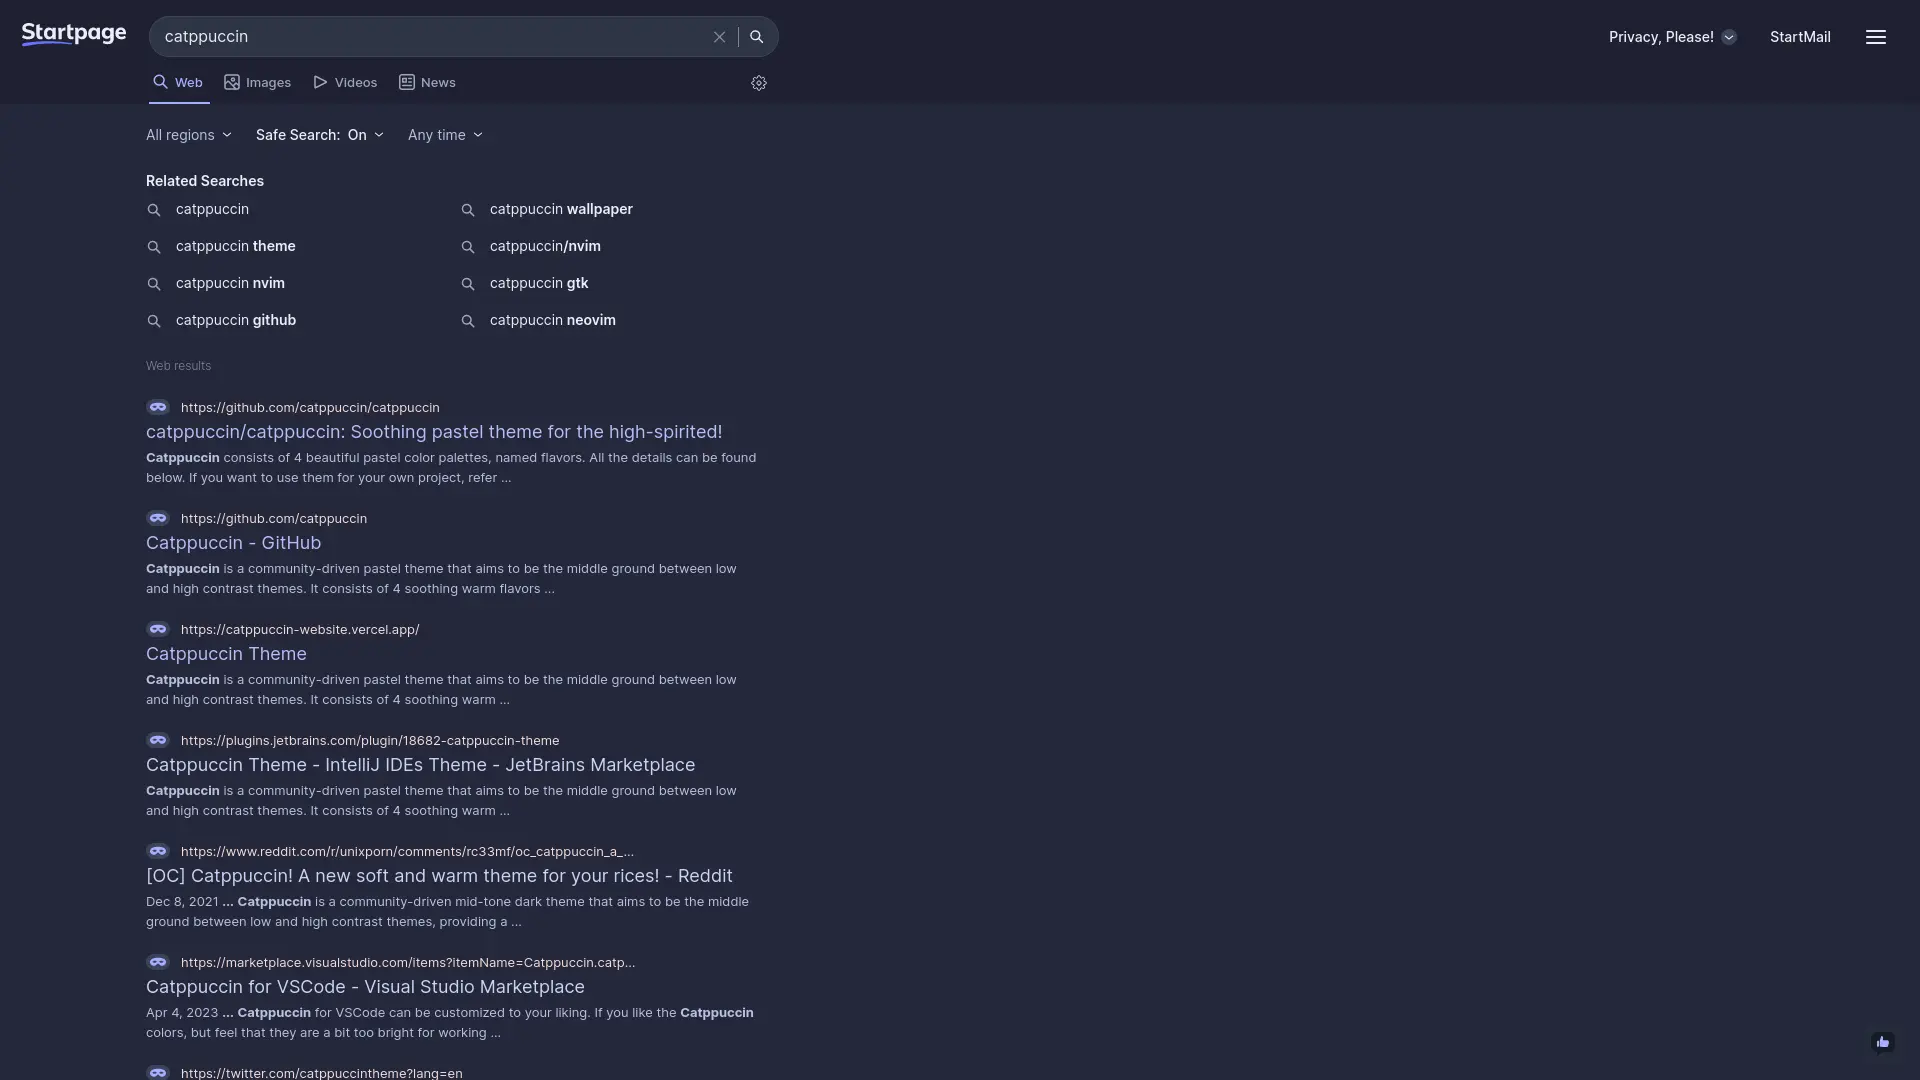 Startpage
catppuccin
Privacy, Please!
StartMail
Web
Images
Videos
News
All regions
Safe Search: On
Any time
Related Searches
catppuccin
catppuccin wallpaper
catppuccin theme
catppuccin/nvim
catppuccin nvim
catppuccin gtk
catppuccin github
catppuccin neovim
Web results
https://github.com/catppuccin/catppuccin
catppuccin/catppuccin: Soothing pastel theme for the high-spirited!
Catppuccin consists of 4 beautiful pastel color palettes, named flavors. All the details can be found
below. If you want to use them for your own project, refer ...
https://github.com/catppuccin
Catppuccin - GitHub
Catppuccin is a community-driven pastel theme that aims to be the middle ground between low
and high contrast themes. It consists of 4 soothing warm flavors ...
https://catppuccin-website.vercel.app/
Catppuccin Theme
Catppuccin is a community-driven pastel theme that aims to be the middle ground between low
and high contrast themes. It consists of 4 soothing warm ...
https://plugins.jetbrains.com/plugin/18682-catppuccin-theme
Catppuccin Theme - IntelliJ IDEs Theme - JetBrains Marketplace
Catppuccin is a community-driven pastel theme that aims to be the middle ground between low
and high contrast themes. It consists of 4 soothing warm ...
https://www.reddit.com/r/unixporn/comments/rc33mf/oc_catppuccin_a_...
[OC] Catppuccin! A new soft and warm theme for your rices! - Reddit
Dec 8, 2021 ... Catppuccin is a community-driven mid-tone dark theme that aims to be the middle
ground between low and high contrast themes, providing a ...
https://marketplace.visualstudio.com/items?itemName=Catppuccin.catp...
Catppuccin for VSCode - Visual Studio Marketplace
Apr 4, 2023 ... Catppuccin for VSCode can be customized to your liking. If you like the Catppuccin
colors, but feel that they are a bit too bright for working ...
https://twitter.com/catppuccintheme?lang=en